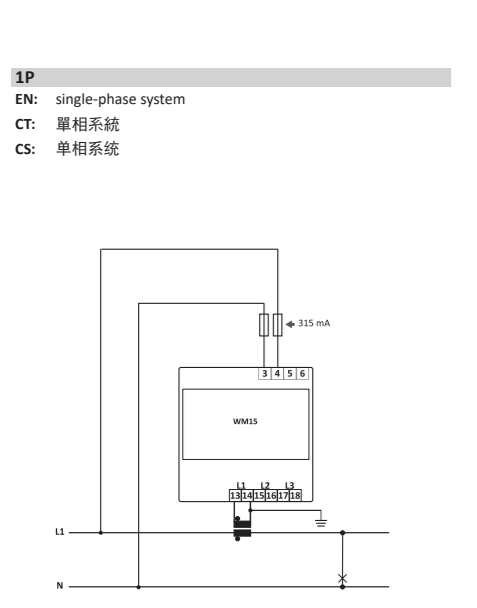 1P
EN: single-phase system
CT: 單相系統
CS: 单相系统
315 mA
3 4 5 6
WM15
L1 L2 L3
13 14 15 16 17 18
L1
N